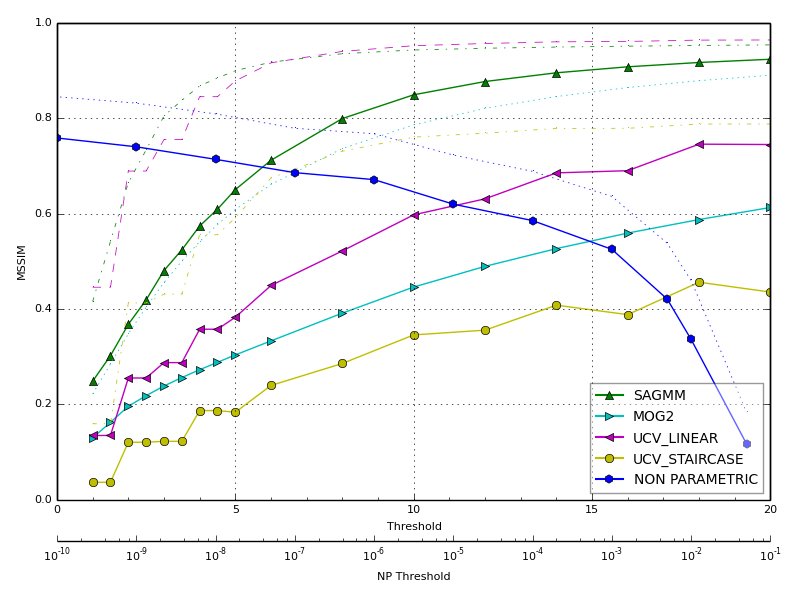 1.0
0.8
0.6
0.4
0.2
0.0
MSSIM
SAGMM
MOG2
UCV_LINEAR
UCV_STAIRCASE
NON PARAMETRIC
0 5 10 15 20
Threshold
10^-10 10^-9 10^-8 10^-7 10^-6 10^-5 10^-4 10^-3 10^-2 10^-1
NP Threshold